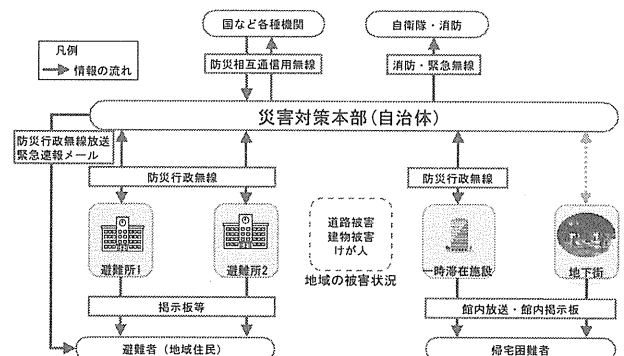 国など各種機関
自衛隊・消防
凡例
情報の流れ
防災相互通信用無線
消防・緊急無線
災害対策本部(自治体)
防災行政無線放送
緊急速報メール
防災行政無線
防災行政無線
道路被害
建物被害
けが人
避難所1
避難所2
地域の被害状況
一時滞在施設
地下街
掲示板等
館内放送・館内掲示板
避難者(地域住民)
帰宅困難者